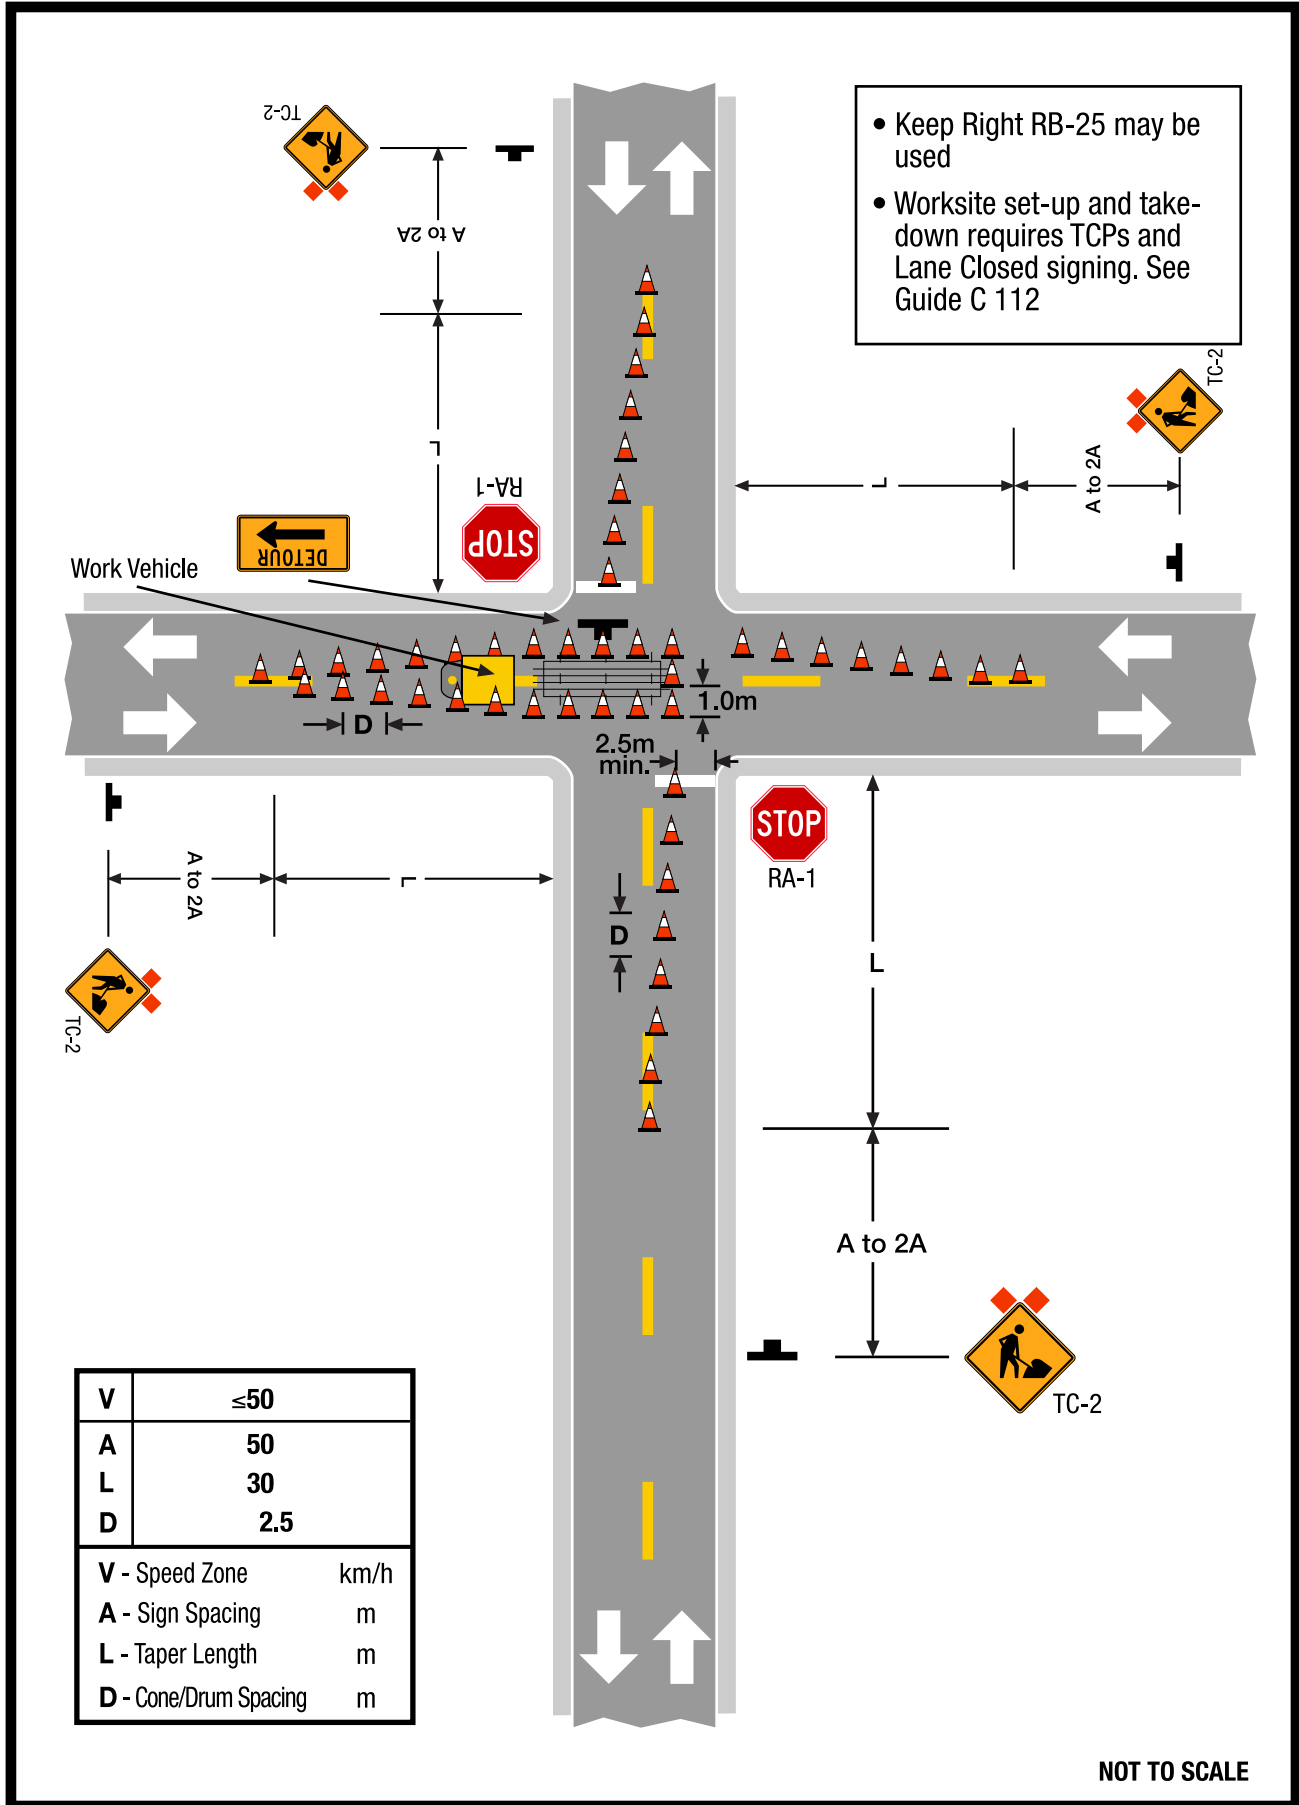 TC-2
• Keep Right RB-25 may be
used
• Worksite set-up and take-
down requires TCPs and
Lane Closed signing. See
Guide C 112
A to 2A
TC-2
L
A to 2A
L
RA-1
STOP
DETOUR
Work Vehicle
1.0m
D
2.5m
min.
STOP
RA-1
A to 2A
L
D
L
TC-2
A to 2A
TC-2
V ≤50
A 50
L 30
D 2.5
V - Speed Zone km/h
A - Sign Spacing m
L - Taper Length m
D - Cone/Drum Spacing m
NOT TO SCALE